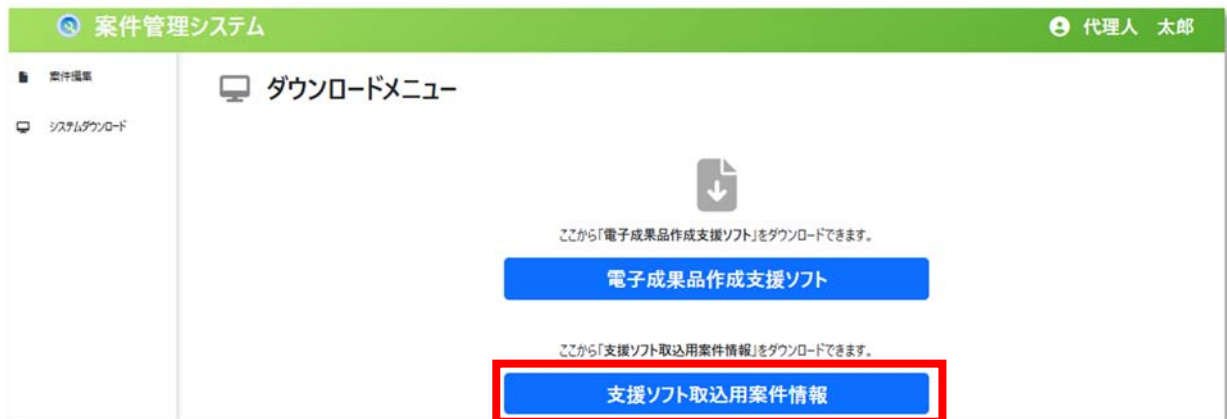 案件管理システム
代理人 太郎
案件編集
システムダウンロード
ダウンロードメニュー
ここから「電子成果品作成支援ソフト」をダウンロードできます。
電子成果品作成支援ソフト
ここから「支援ソフト取込用案件情報」をダウンロードできます。
支援ソフト取込用案件情報